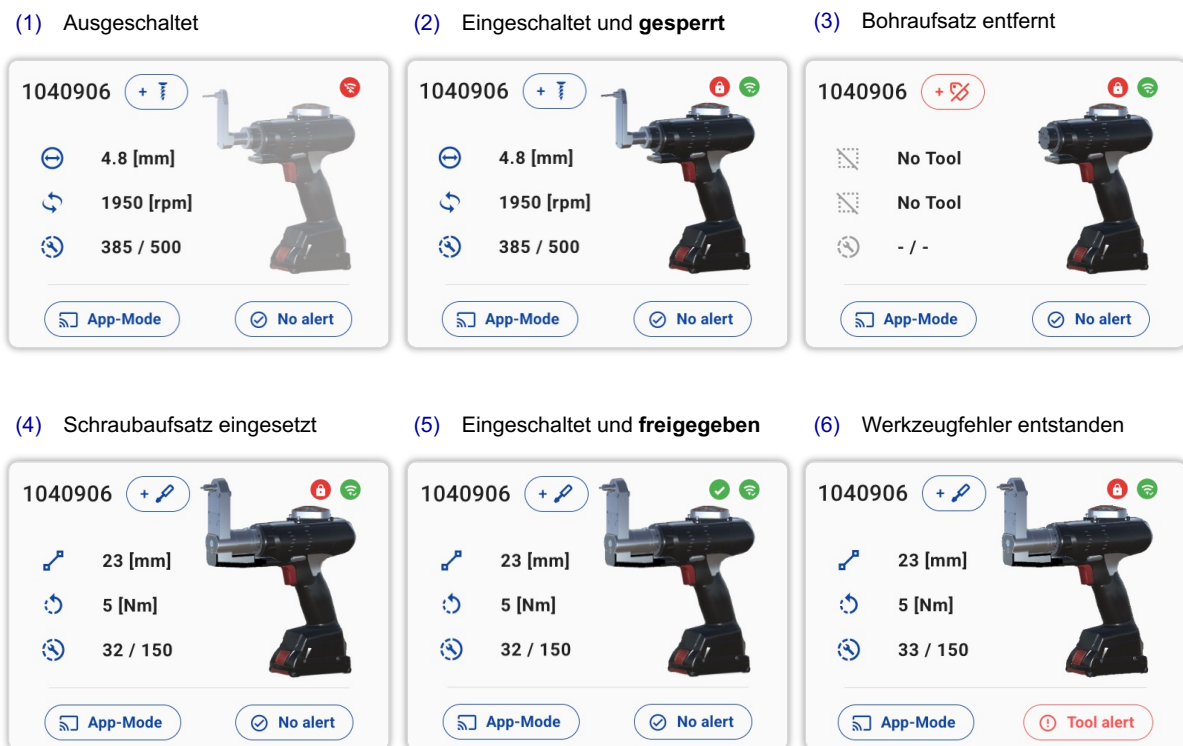 (1) Ausgeschaltet
1040906 +
4.8 [mm]
1950 [rpm]
385 / 500
App-Mode No alert
(2) Eingeschaltet und gesperrt
1040906 +
4.8 [mm]
1950 [rpm]
385 / 500
App-Mode No alert
(3) Bohraufsatz entfernt
1040906 +
No Tool
No Tool
- / -
App-Mode No alert
(4) Schraubaufsatz eingesetzt
1040906 +
23 [mm]
5 [Nm]
32 / 150
App-Mode No alert
(5) Eingeschaltet und freigegeben
1040906 +
23 [mm]
5 [Nm]
32 / 150
App-Mode No alert
(6) Werkzeugfehler entstanden
1040906 +
23 [mm]
5 [Nm]
33 / 150
App-Mode Tool alert